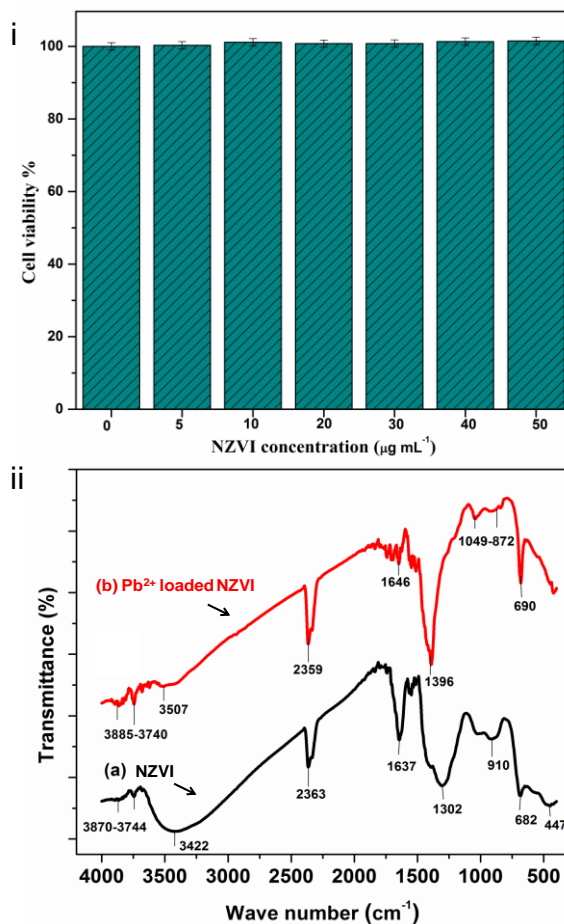 i
Cell viability %
100
80
60
40
20
0
0 5 10 20 30 40 50
NZVI concentration (µg mL⁻¹)
ii
Transmittance (%)
(b) Pb²⁺ loaded NZVI
3885-3740
3507
2359
1646
1396
1049-872
690
(a) NZVI
3870-3744
3422
2363
1637
1302
910
682
447
4000 3500 3000 2500 2000 1500 1000 500
Wave number (cm⁻¹)